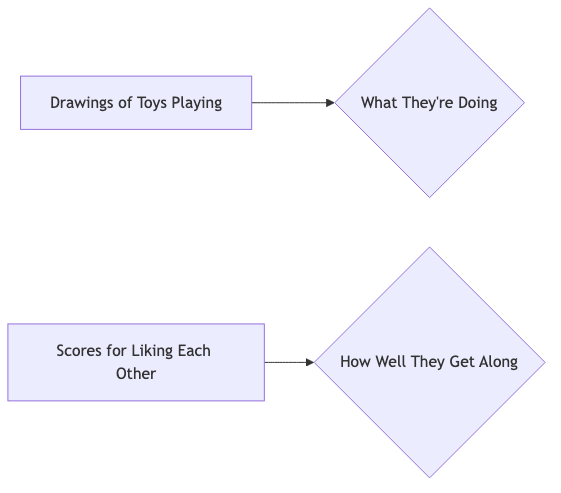 Drawings of Toys Playing
What They're Doing
Scores for Liking Each
Other
How Well They Get Along